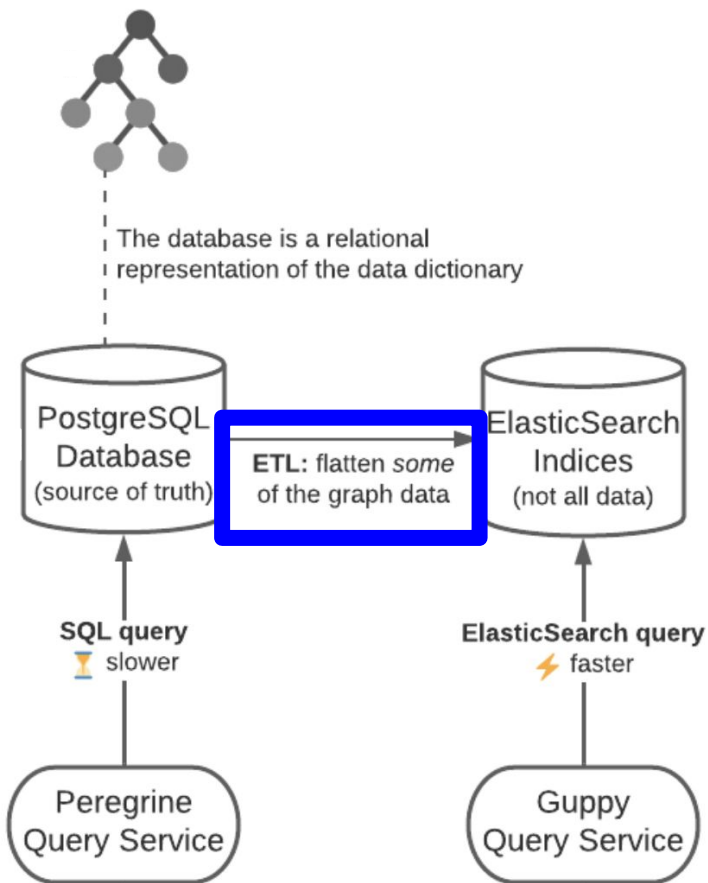 The database is a relational
representation of the data dictionary
PostgreSQL
Database
(source of truth)
ETL: flatten some
of the graph data
ElasticSearch
Indices
(not all data)
SQL query
slower
ElasticSearch query
faster
Peregrine
Query Service
Guppy
Query Service